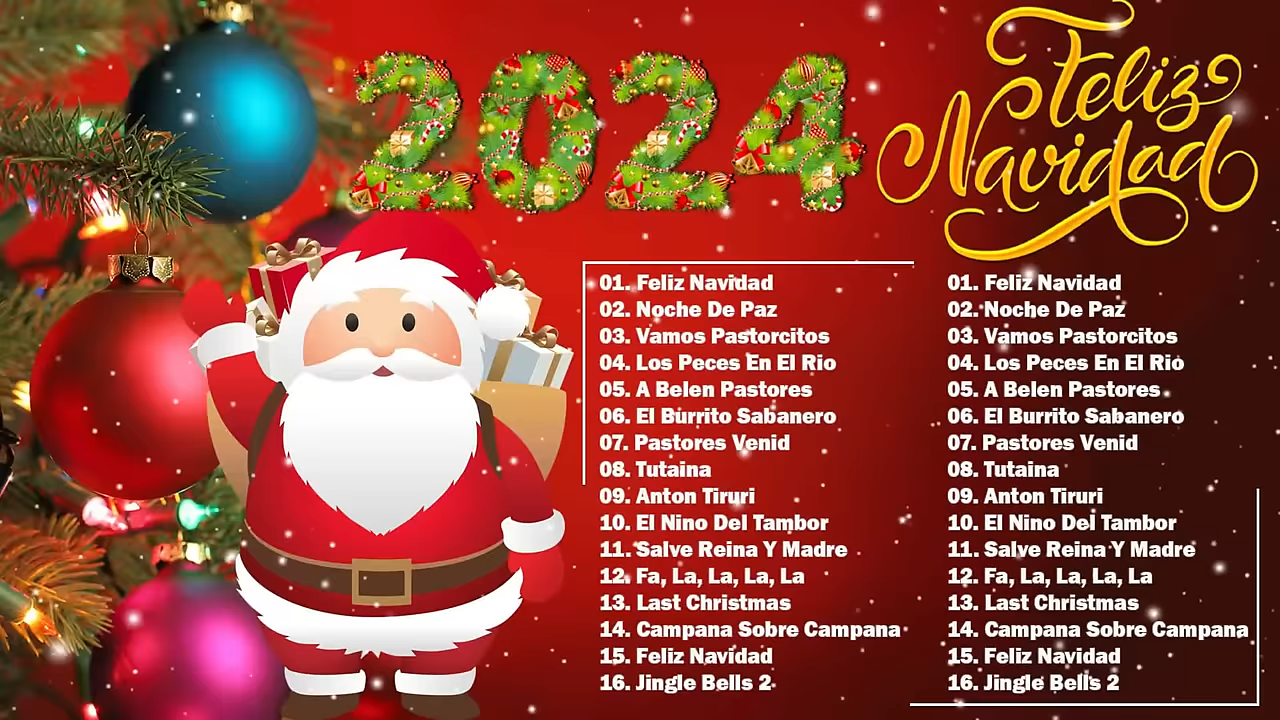 2024
Feliz
Navidad
01. Feliz Navidad
02. Noche De Paz
03. Vamos Pastorcitos
04. Los Peces En El Rio
05. A Belen Pastores
06. El Burrito Sabanero
07. Pastores Venid
08. Tutaina
09. Anton Tiruri
10. El Nino Del Tambor
11. Salve Reina Y Madre
12. Fa, La, La, La, La
13. Last Christmas
14. Campana Sobre Campana
15. Feliz Navidad
16. Jingle Bells 2
01. Feliz Navidad
02. Noche De Paz
03. Vamos Pastorcitos
04. Los Peces En El Rio
05. A Belen Pastores
06. El Burrito Sabanero
07. Pastores Venid
08. Tutaina
09. Anton Tiruri
10. El Nino Del Tambor
11. Salve Reina Y Madre
12. Fa, La, La, La, La
13. Last Christmas
14. Campana Sobre Campana
15. Feliz Navidad
16. Jingle Bells 2